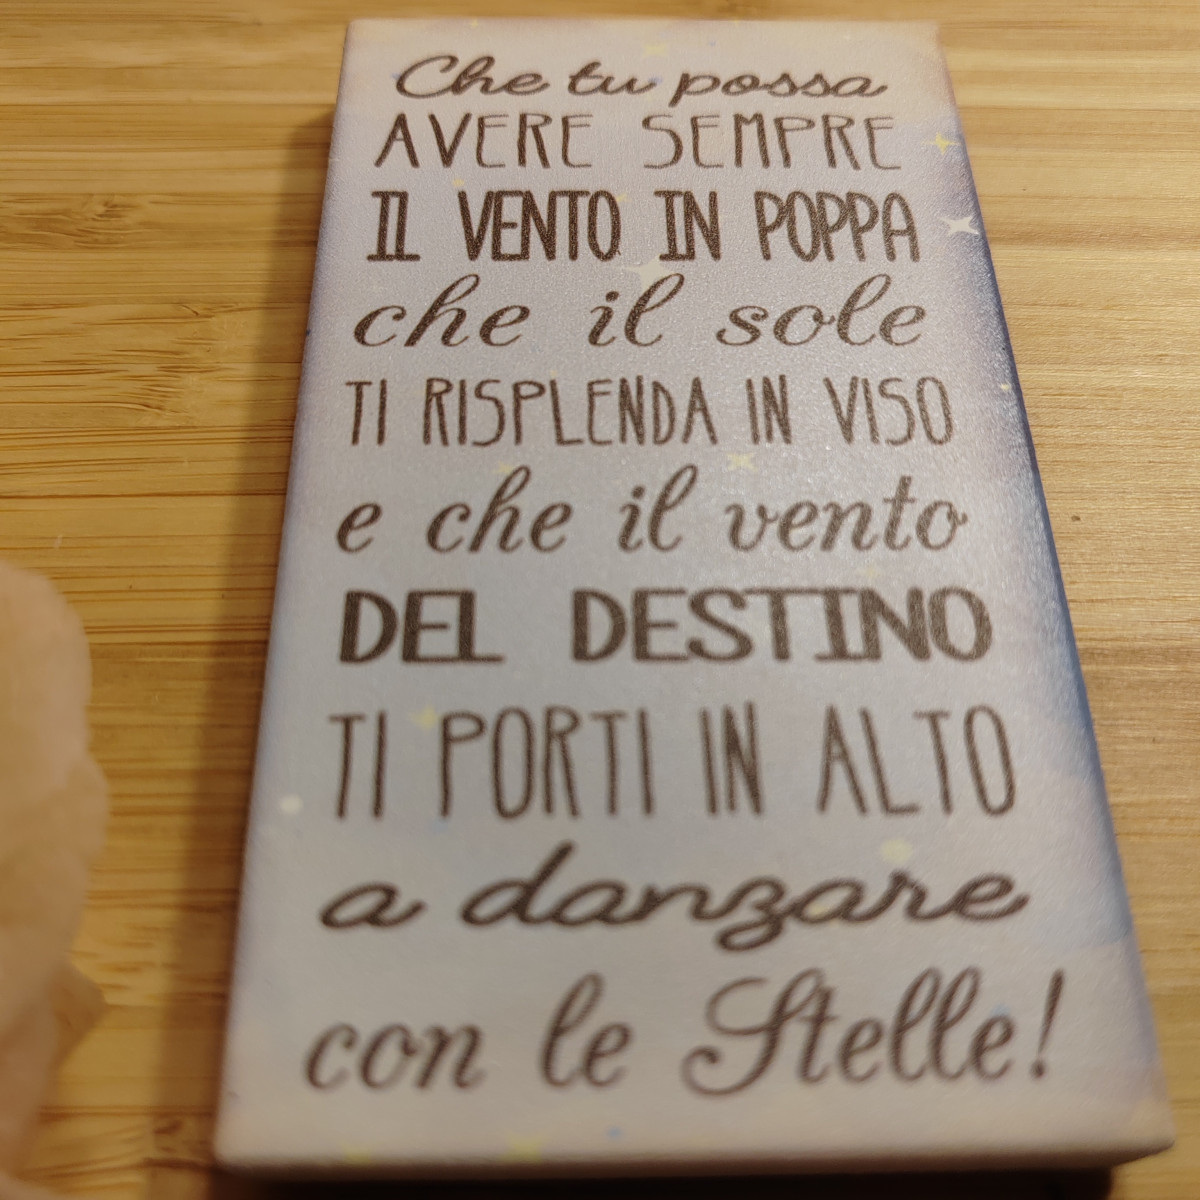 Che tu possa
AVERE SEMPRE
IL VENTO IN POPPA
che il sole
TI RISPLENDA IN VISO
e che il vento
DEL DESTINO
TI PORTI IN ALTO
a danzare
con le Stelle!